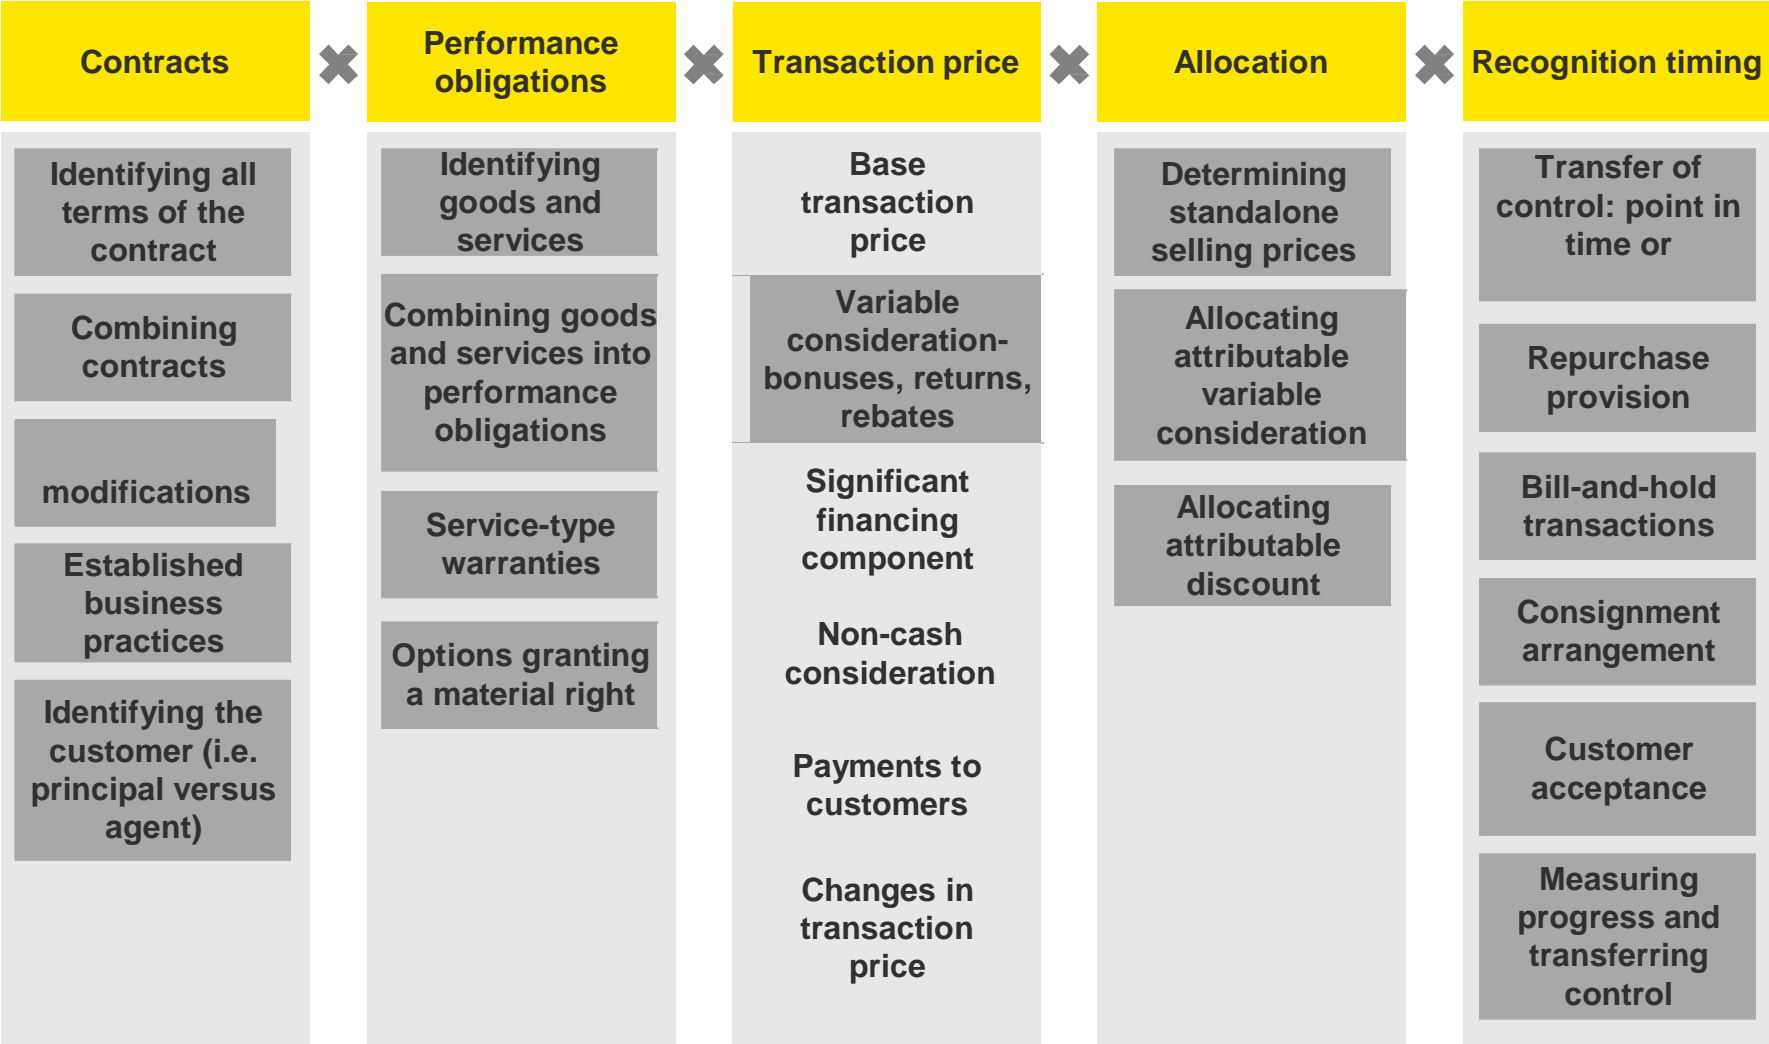 Contracts
Performance
obligations
Transaction price
Allocation
Recognition timing
Identifying all
terms of the
contract
Combining
contracts
modifications
Established
business
practices
Identifying the
customer (i.e.
principal versus
agent)
Identifying
goods and
services
Combining goods
and services into
performance
obligations
Service-type
warranties
Options granting
a material right
Base
transaction
price
Variable
consideration-
bonuses, returns,
rebates
Significant
financing
component
Non-cash
consideration
Payments to
customers
Changes in
transaction
price
Determining
standalone
selling prices
Allocating
attributable
variable
consideration
Allocating
attributable
discount
Transfer of
control: point in
time or
Repurchase
provision
Bill-and-hold
transactions
Consignment
arrangement
Customer
acceptance
Measuring
progress and
transferring
control